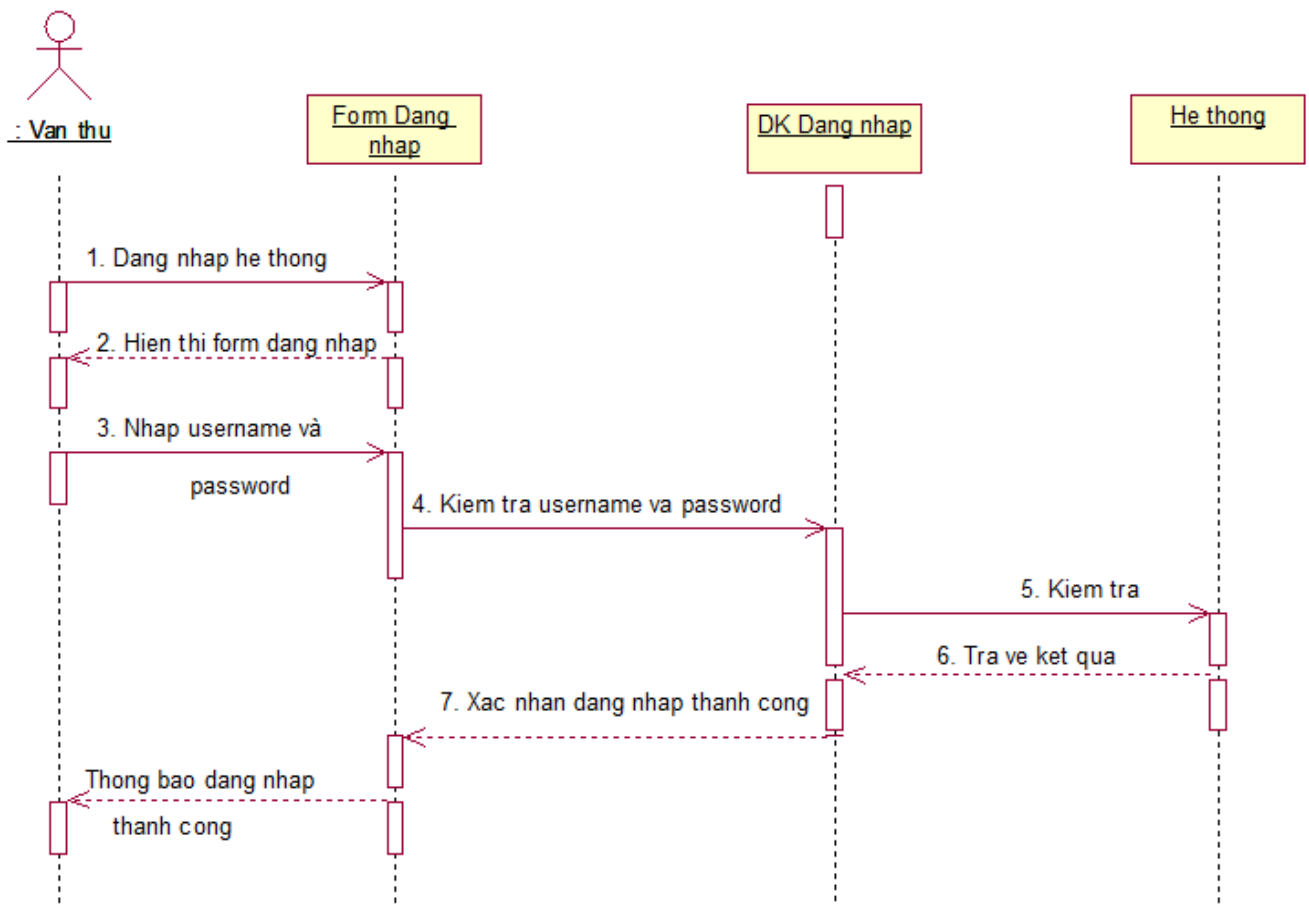 : Van thu
Form Dang
nhap
DK Dang nhap
He thong
1. Dang nhap he thong
2. Hien thi form dang nhap
3. Nhap username và
password
4. Kiem tra username va password
5. Kiem tra
6. Tra ve ket qua
7. Xac nhan dang nhap thanh cong
Thong bao dang nhap
thanh cong